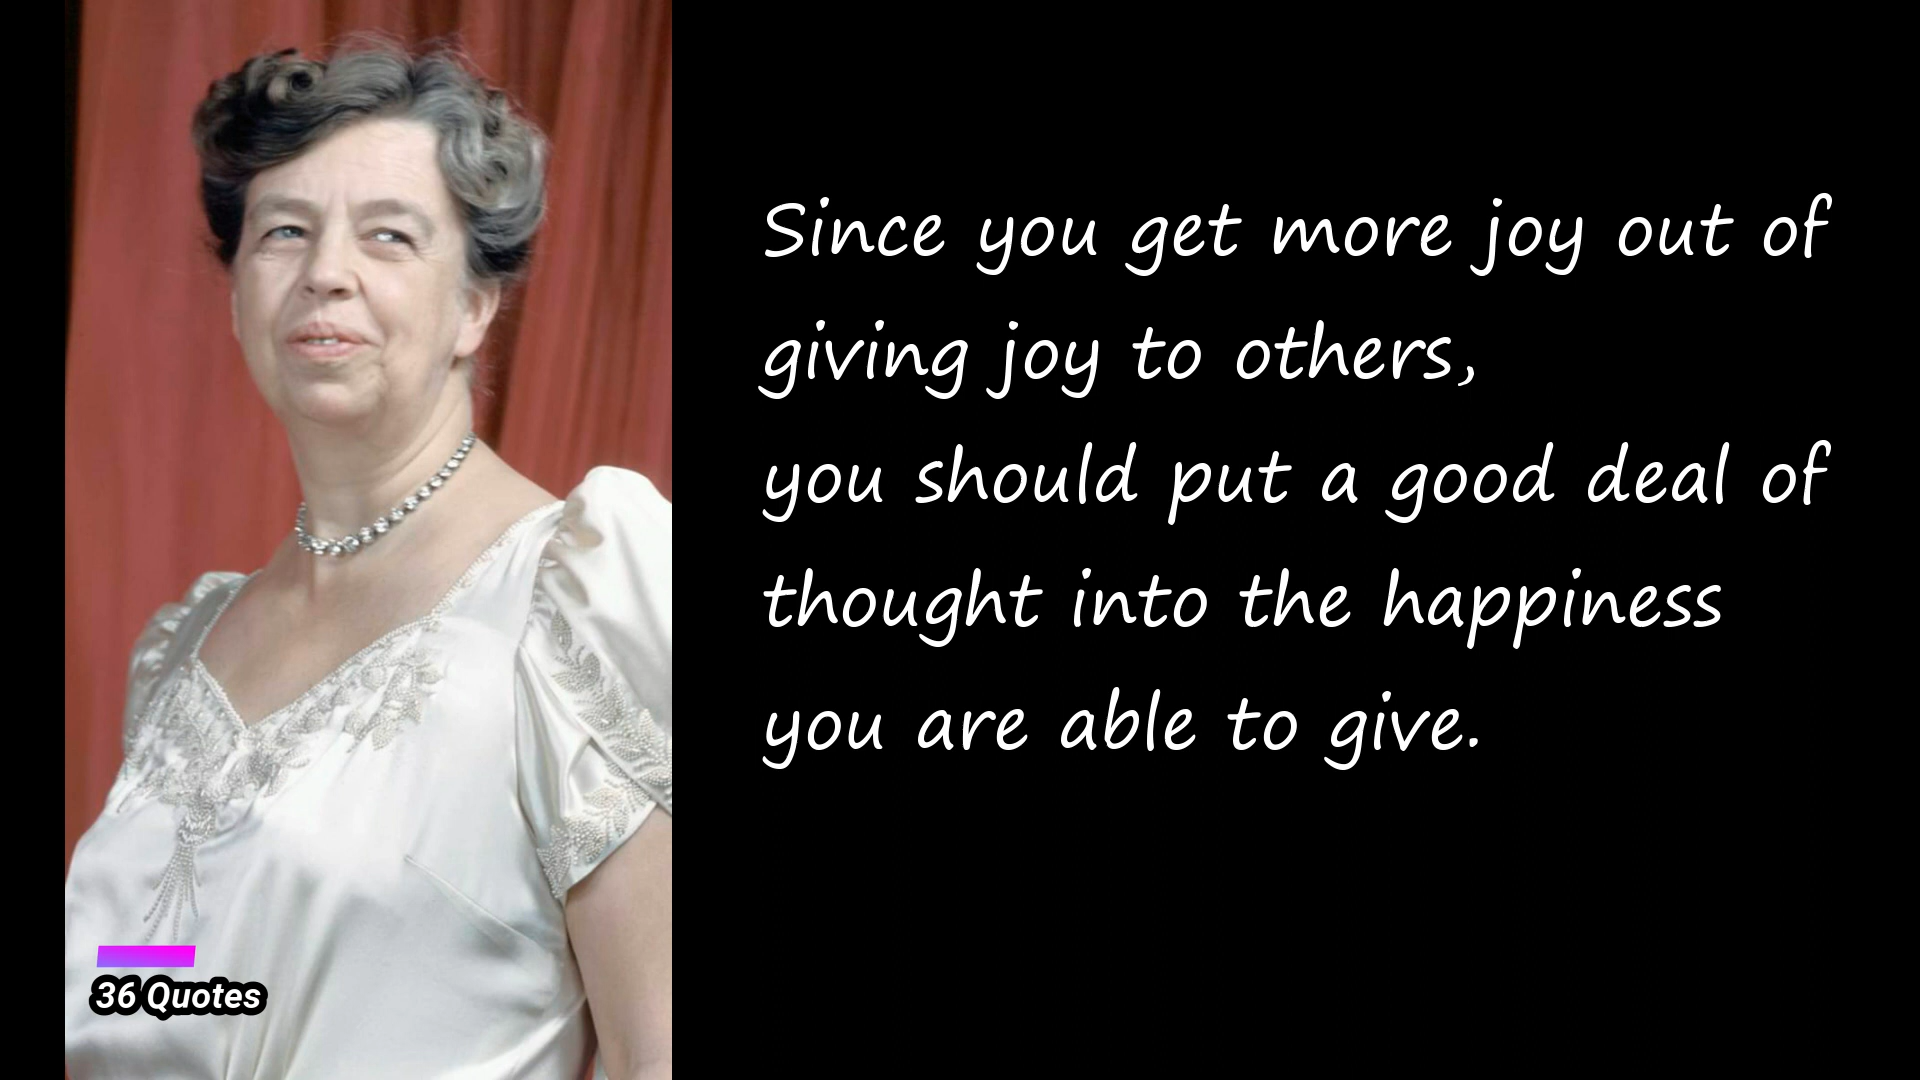 Since you get more joy out of
giving joy to others,
you should put a good deal of
thought into the happiness
you are able to give.
36 Quotes